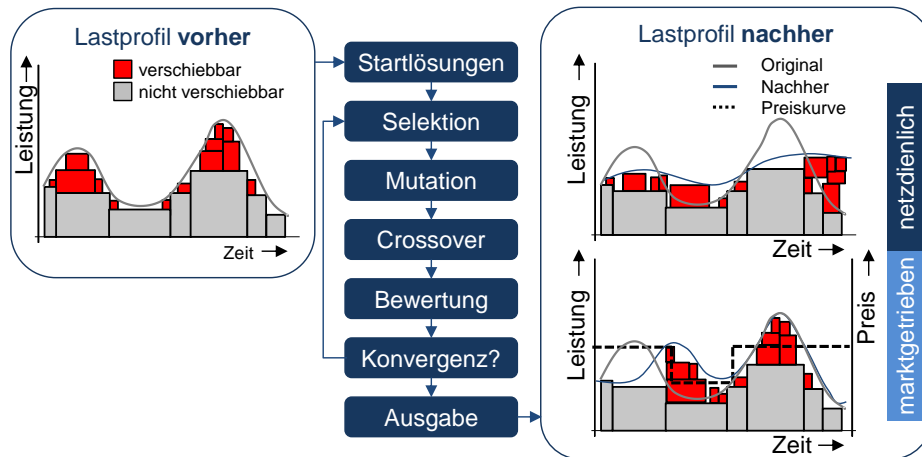 Lastprofil vorher
verschiebbar
nicht verschiebbar
Leistung
Zeit
Startlösungen
Selektion
Mutation
Crossover
Bewertung
Konvergenz?
Ausgabe
Lastprofil nachher
Original
Nachher
Preiskurve
Leistung
Zeit
netzdienlich
Leistung
Preis
Zeit
marktgetrieben